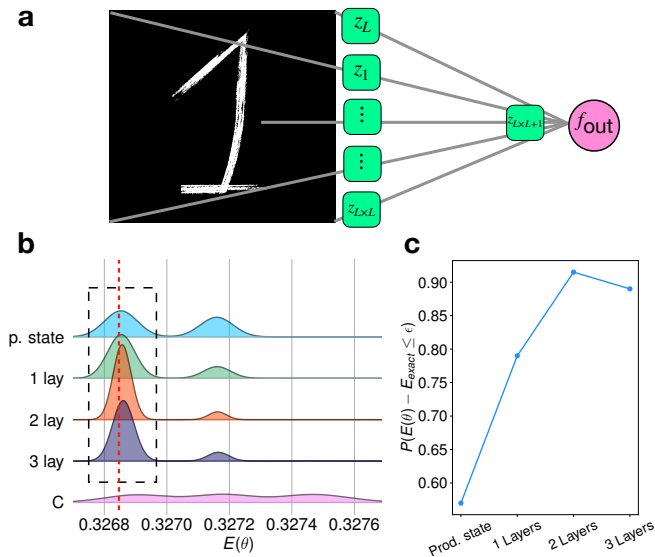 a
z_L
z_1
⋮
⋮
z_{L×L}
z_{L×L+1}
f_out
b
p. state
1 lay
2 lay
3 lay
C
0.3268 0.3270 0.3272 0.3274 0.3276
E(θ)
c
P(E(θ) − E_{exact} ≤ ϵ)
0.90
0.85
0.80
0.75
0.70
0.65
0.60
Prod. state 1 Layers 2 Layers 3 Layers